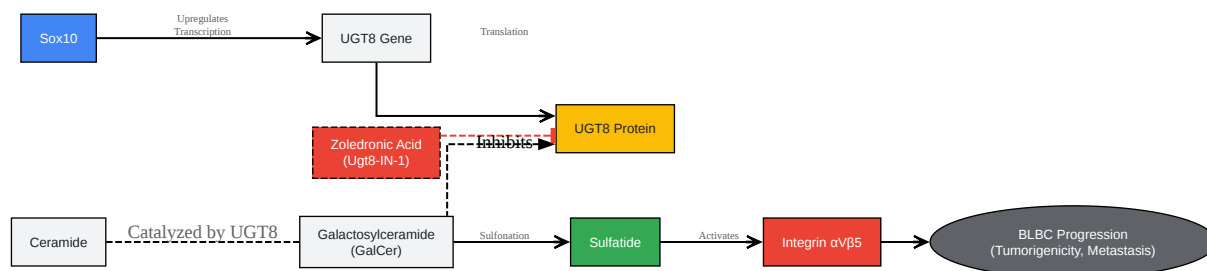 Upregulates
Transcription
Sox10
UGT8 Gene
Translation
UGT8 Protein
Zoledronic Acid
(Ugt8-IN-1)
Inhibits
Ceramide
Catalyzed by UGT8
Galactosylceramide
(GalCer)
Sulfonation
Sulfatide
Activates
Integrin αVβ5
BLBC Progression
(Tumorigenicity, Metastasis)